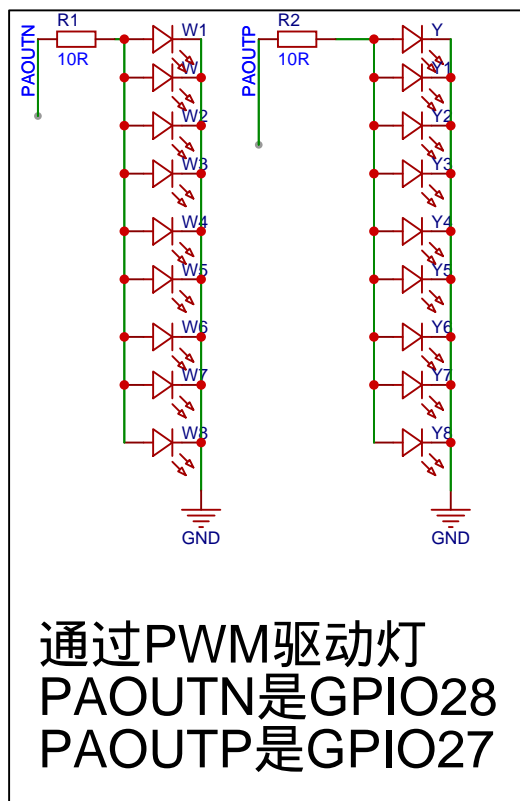 R1
10R
PAOUTN
W1
W
W2
W3
W4
W5
W6
W7
W8
GND
R2
10R
PAOUTP
Y
Y1
Y2
Y3
Y4
Y5
Y6
Y7
Y8
GND
通过PWM驱动灯
PAOUTN是GPIO28
PAOUTP是GPIO27